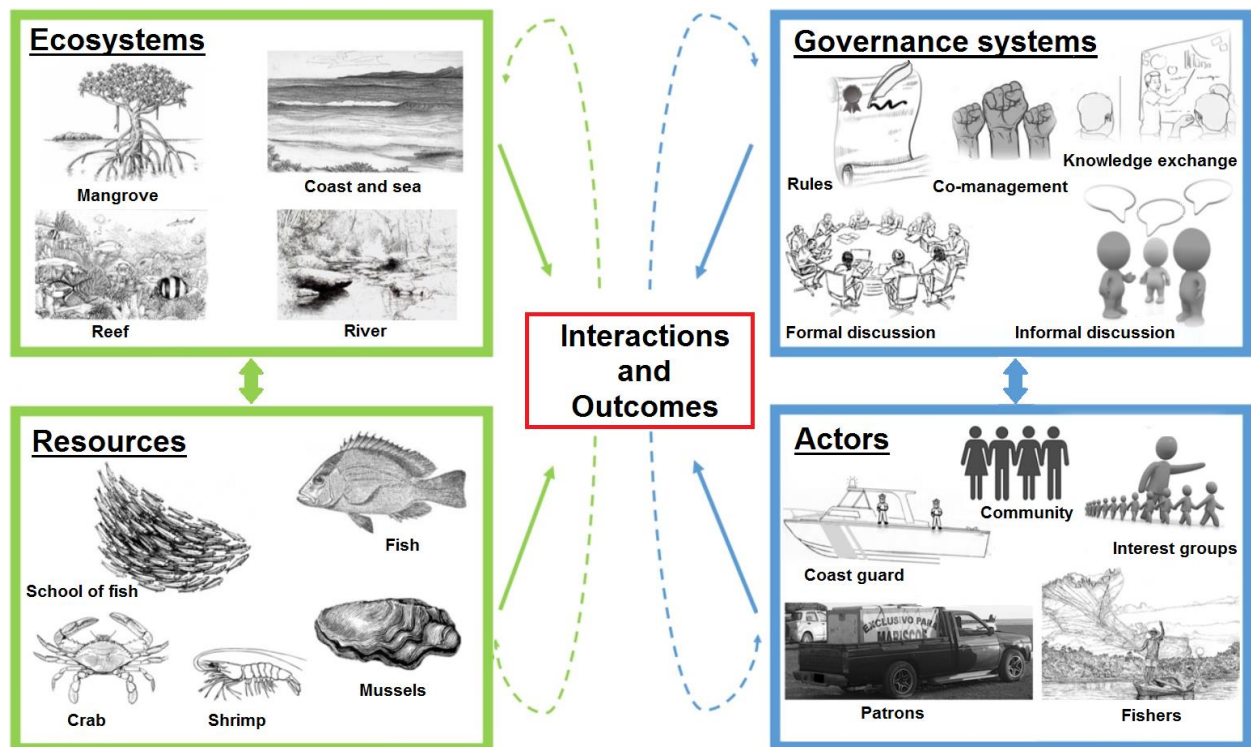 Ecosystems
Mangrove
Coast and sea
Reef
River
Governance systems
Rules
Co-management
Knowledge exchange
Formal discussion
Informal discussion
Interactions
and
Outcomes
Resources
School of fish
Fish
Crab
Shrimp
Mussels
Actors
Coast guard
Community
Interest groups
EXCLUSIVO PARA
MARISCOS
Patrons
Fishers